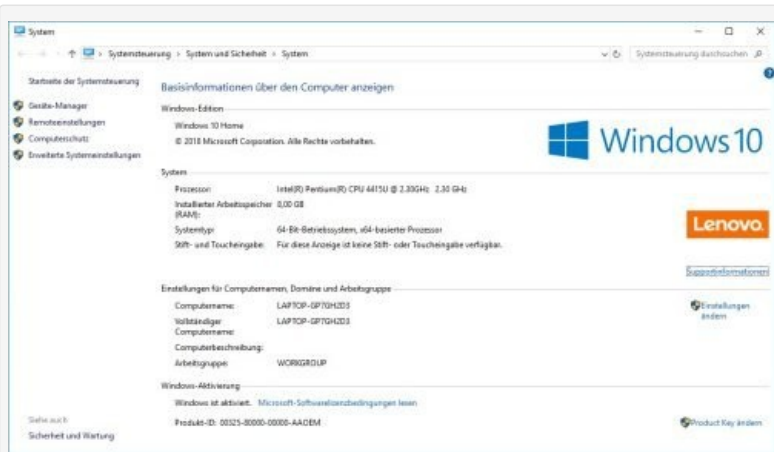 System
Systemsteuerung > System und Sicherheit > System
Systemsteuerung durchsuchen
Startseite der Systemsteuerung
Geräte-Manager
Remoteeinstellungen
Computerschutz
Erweiterte Systemeinstellungen
Basisinformationen über den Computer anzeigen
Windows-Edition
Windows 10 Home
© 2018 Microsoft Corporation. Alle Rechte vorbehalten.
Windows 10
System
Prozessor: Intel(R) Pentium(R) CPU 4415U @ 2.30GHz 2.30 GHz
Installierter Arbeitsspeicher 8,00 GB
(RAM):
Systemtyp: 64-Bit-Betriebssystem, x64-basierter Prozessor
Stift- und Toucheingabe: Für diese Anzeige ist keine Stift- oder Toucheingabe verfügbar.
Lenovo
Supportinformationen
Einstellungen für Computernamen, Domäne und Arbeitsgruppe
Computername: LAPTOP-GP7GH2D3
Vollständiger LAPTOP-GP7GH2D3
Computername:
Computerbeschreibung:
Arbeitsgruppe: WORKGROUP
Einstellungen
ändern
Windows-Aktivierung
Windows ist aktiviert. Microsoft-Softwarelizenzbedingungen lesen
Produkt-ID: 00325-80000-00000-AAOEM
Product Key ändern
Siehe auch
Sicherheit und Wartung